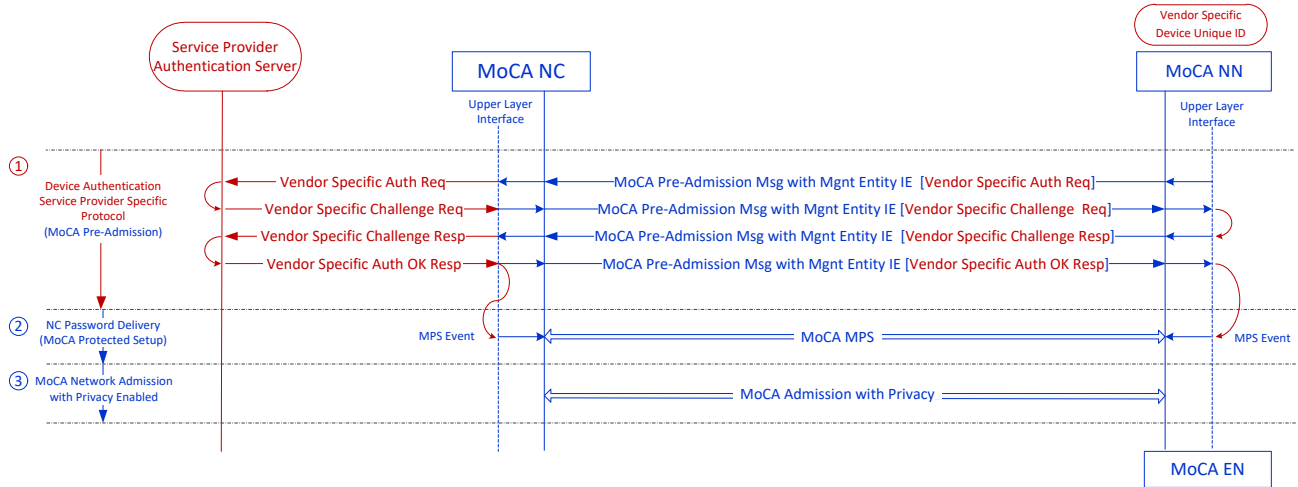 Vendor Specific
Device Unique ID
Service Provider
Authentication Server
MoCA NC
MoCA NN
Upper Layer
Interface
Upper Layer
Interface
1
Device Authentication
Service Provider Specific
Protocol
(MoCA Pre-Admission)
Vendor Specific Auth Req
MoCA Pre-Admission Msg with Mgnt Entity IE [Vendor Specific Auth Req]
Vendor Specific Challenge Req
MoCA Pre-Admission Msg with Mgnt Entity IE [Vendor Specific Challenge Req]
Vendor Specific Challenge Resp
MoCA Pre-Admission Msg with Mgnt Entity IE [Vendor Specific Challenge Resp]
Vendor Specific Auth OK Resp
MoCA Pre-Admission Msg with Mgnt Entity IE [Vendor Specific Auth OK Resp]
2
NC Password Delivery
(MoCA Protected Setup)
MPS Event
MoCA MPS
MPS Event
3
MoCA Network Admission
with Privacy Enabled
MoCA Admission with Privacy
MoCA EN